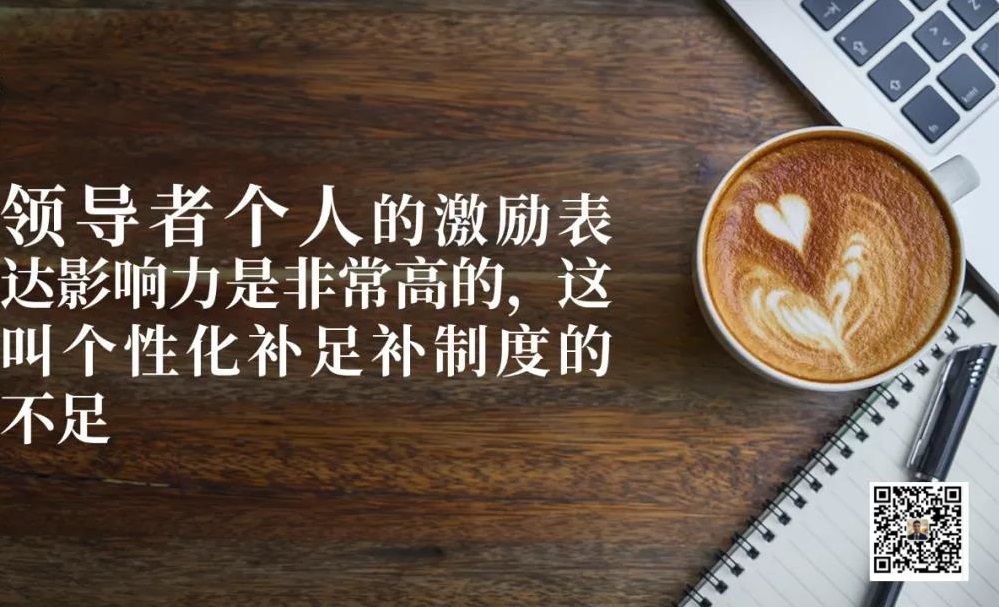 领导者个人的激励表
达影响力是非常高的，这
叫个性化补足补制度的
不足